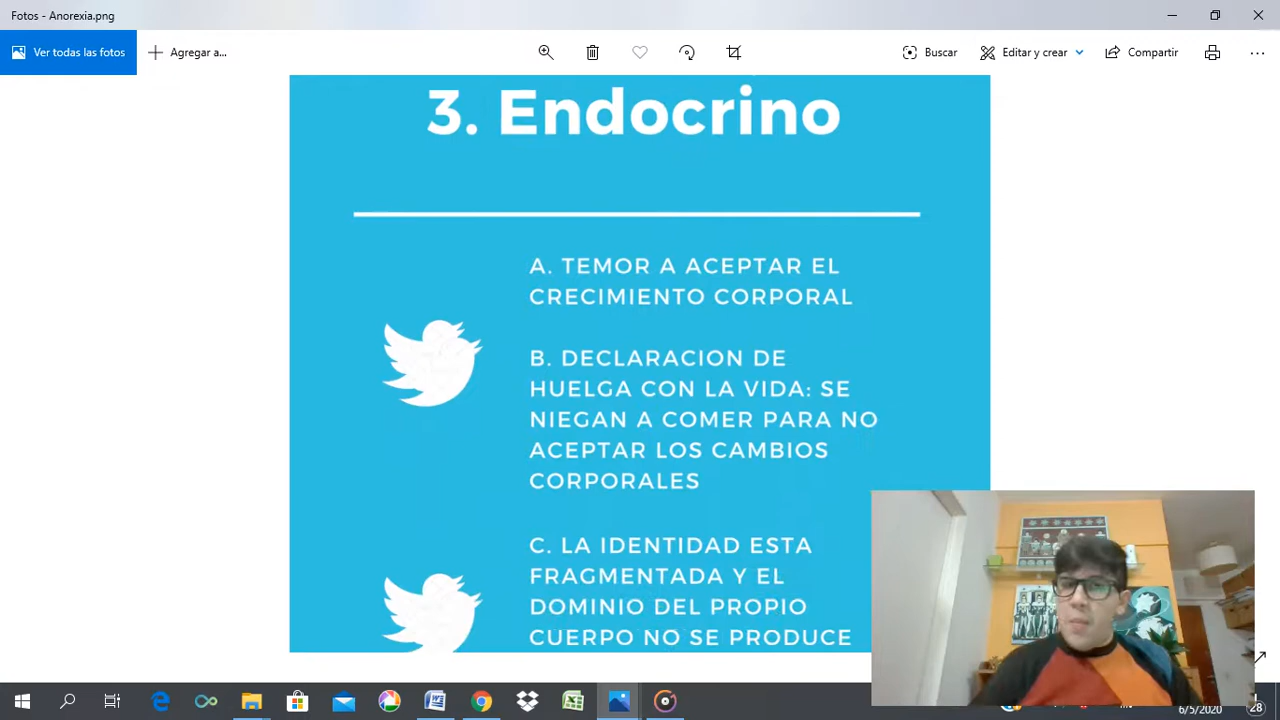 Fotos - Anorexia.png
Ver todas las fotos
Agregar a...
Buscar
Editar y crear
Compartir
3. Endocrino
A. TEMOR A ACEPTAR EL
CRECIMIENTO CORPORAL
B. DECLARACION DE
HUELGA CON LA VIDA: SE
NIEGAN A COMER PARA NO
ACEPTAR LOS CAMBIOS
CORPORALES
C. LA IDENTIDAD ESTA
FRAGMENTADA Y EL
DOMINIO DEL PROPIO
CUERPO NO SE PRODUCE
6/5/2020
28